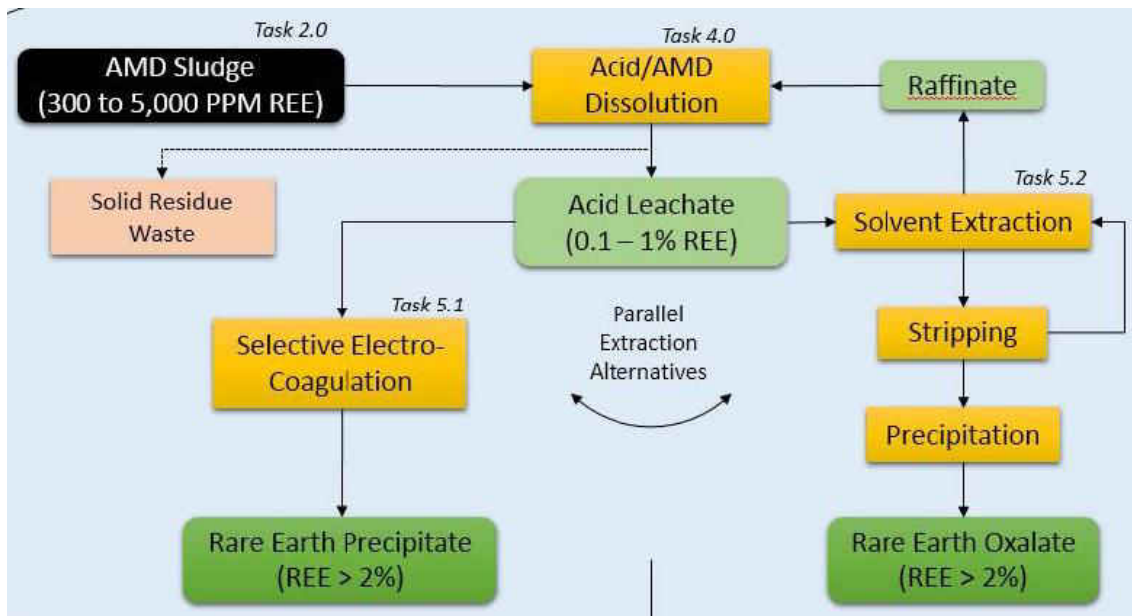 Task 2.0
AMD Sludge
(300 to 5,000 PPM REE)
Task 4.0
Acid/AMD
Dissolution
Raffinate
Solid Residue
Waste
Acid Leachate
(0.1 – 1% REE)
Task 5.2
Solvent Extraction
Task 5.1
Selective Electro-
Coagulation
Parallel
Extraction
Alternatives
Stripping
Precipitation
Rare Earth Precipitate
(REE > 2%)
Rare Earth Oxalate
(REE > 2%)